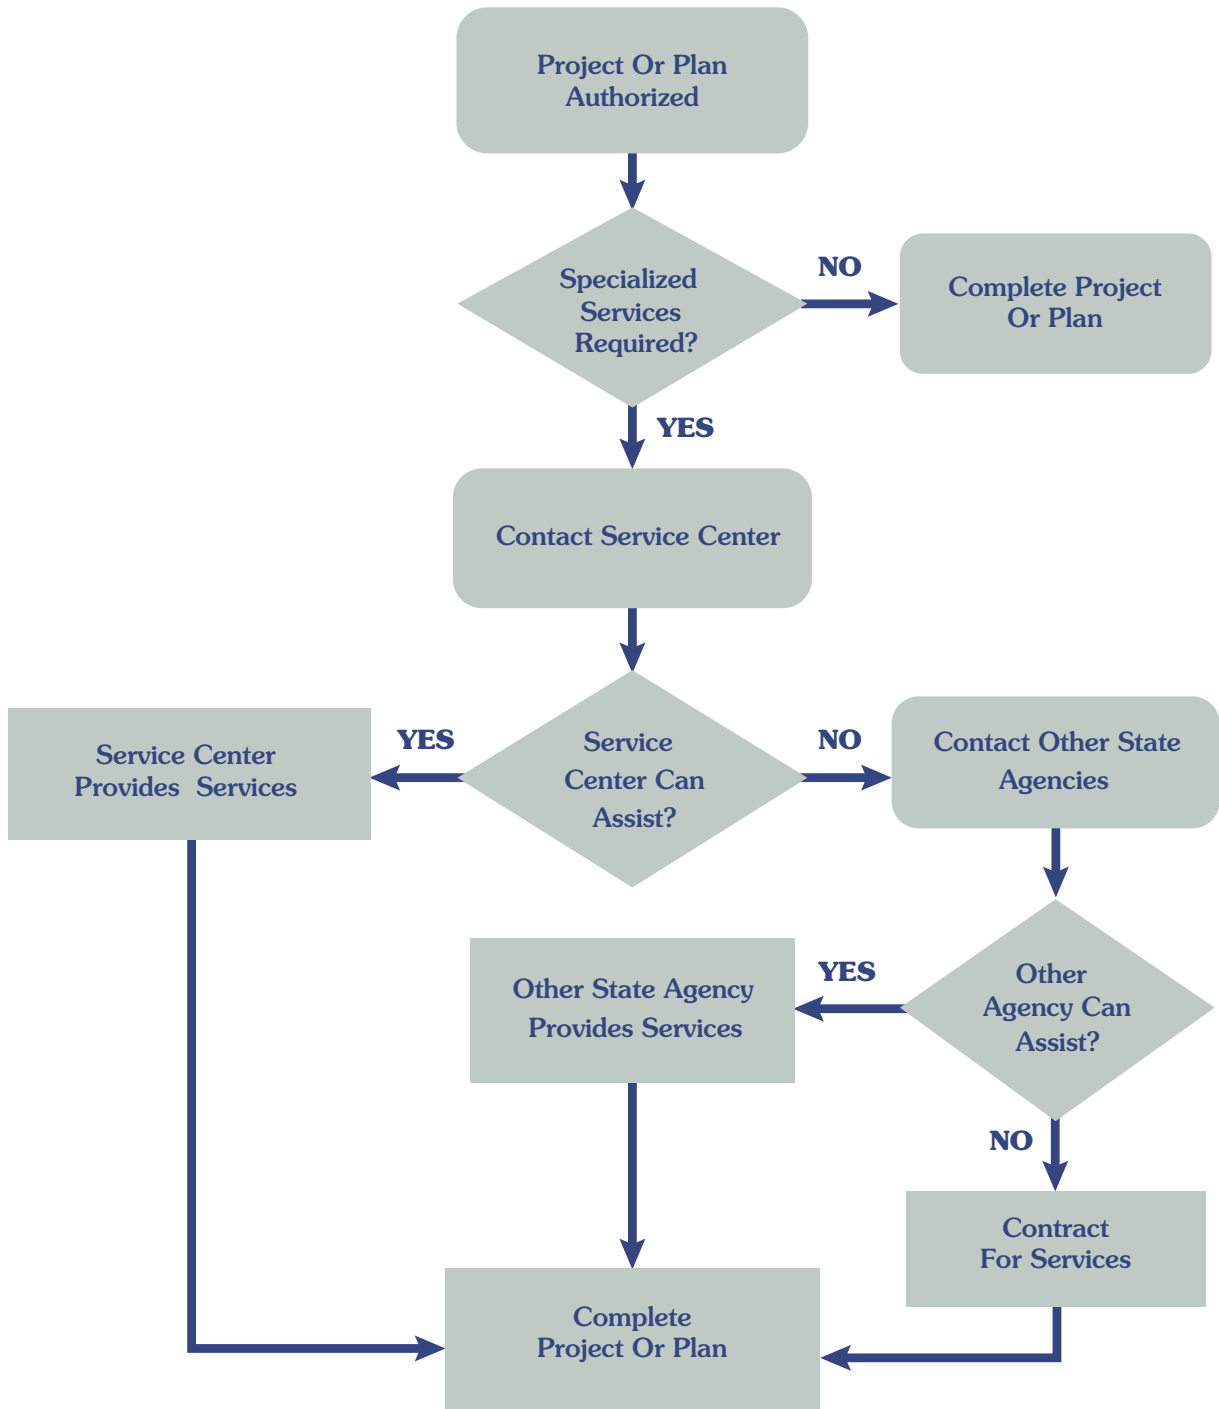 Project Or Plan
Authorized
Specialized
Services
Required?
NO
Complete Project
Or Plan
YES
Contact Service Center
Service Center
Provides Services
YES
Service
Center Can
Assist?
NO
Contact Other State
Agencies
Other State Agency
Provides Services
YES
Other
Agency Can
Assist?
NO
Contract
For Services
Complete
Project Or Plan